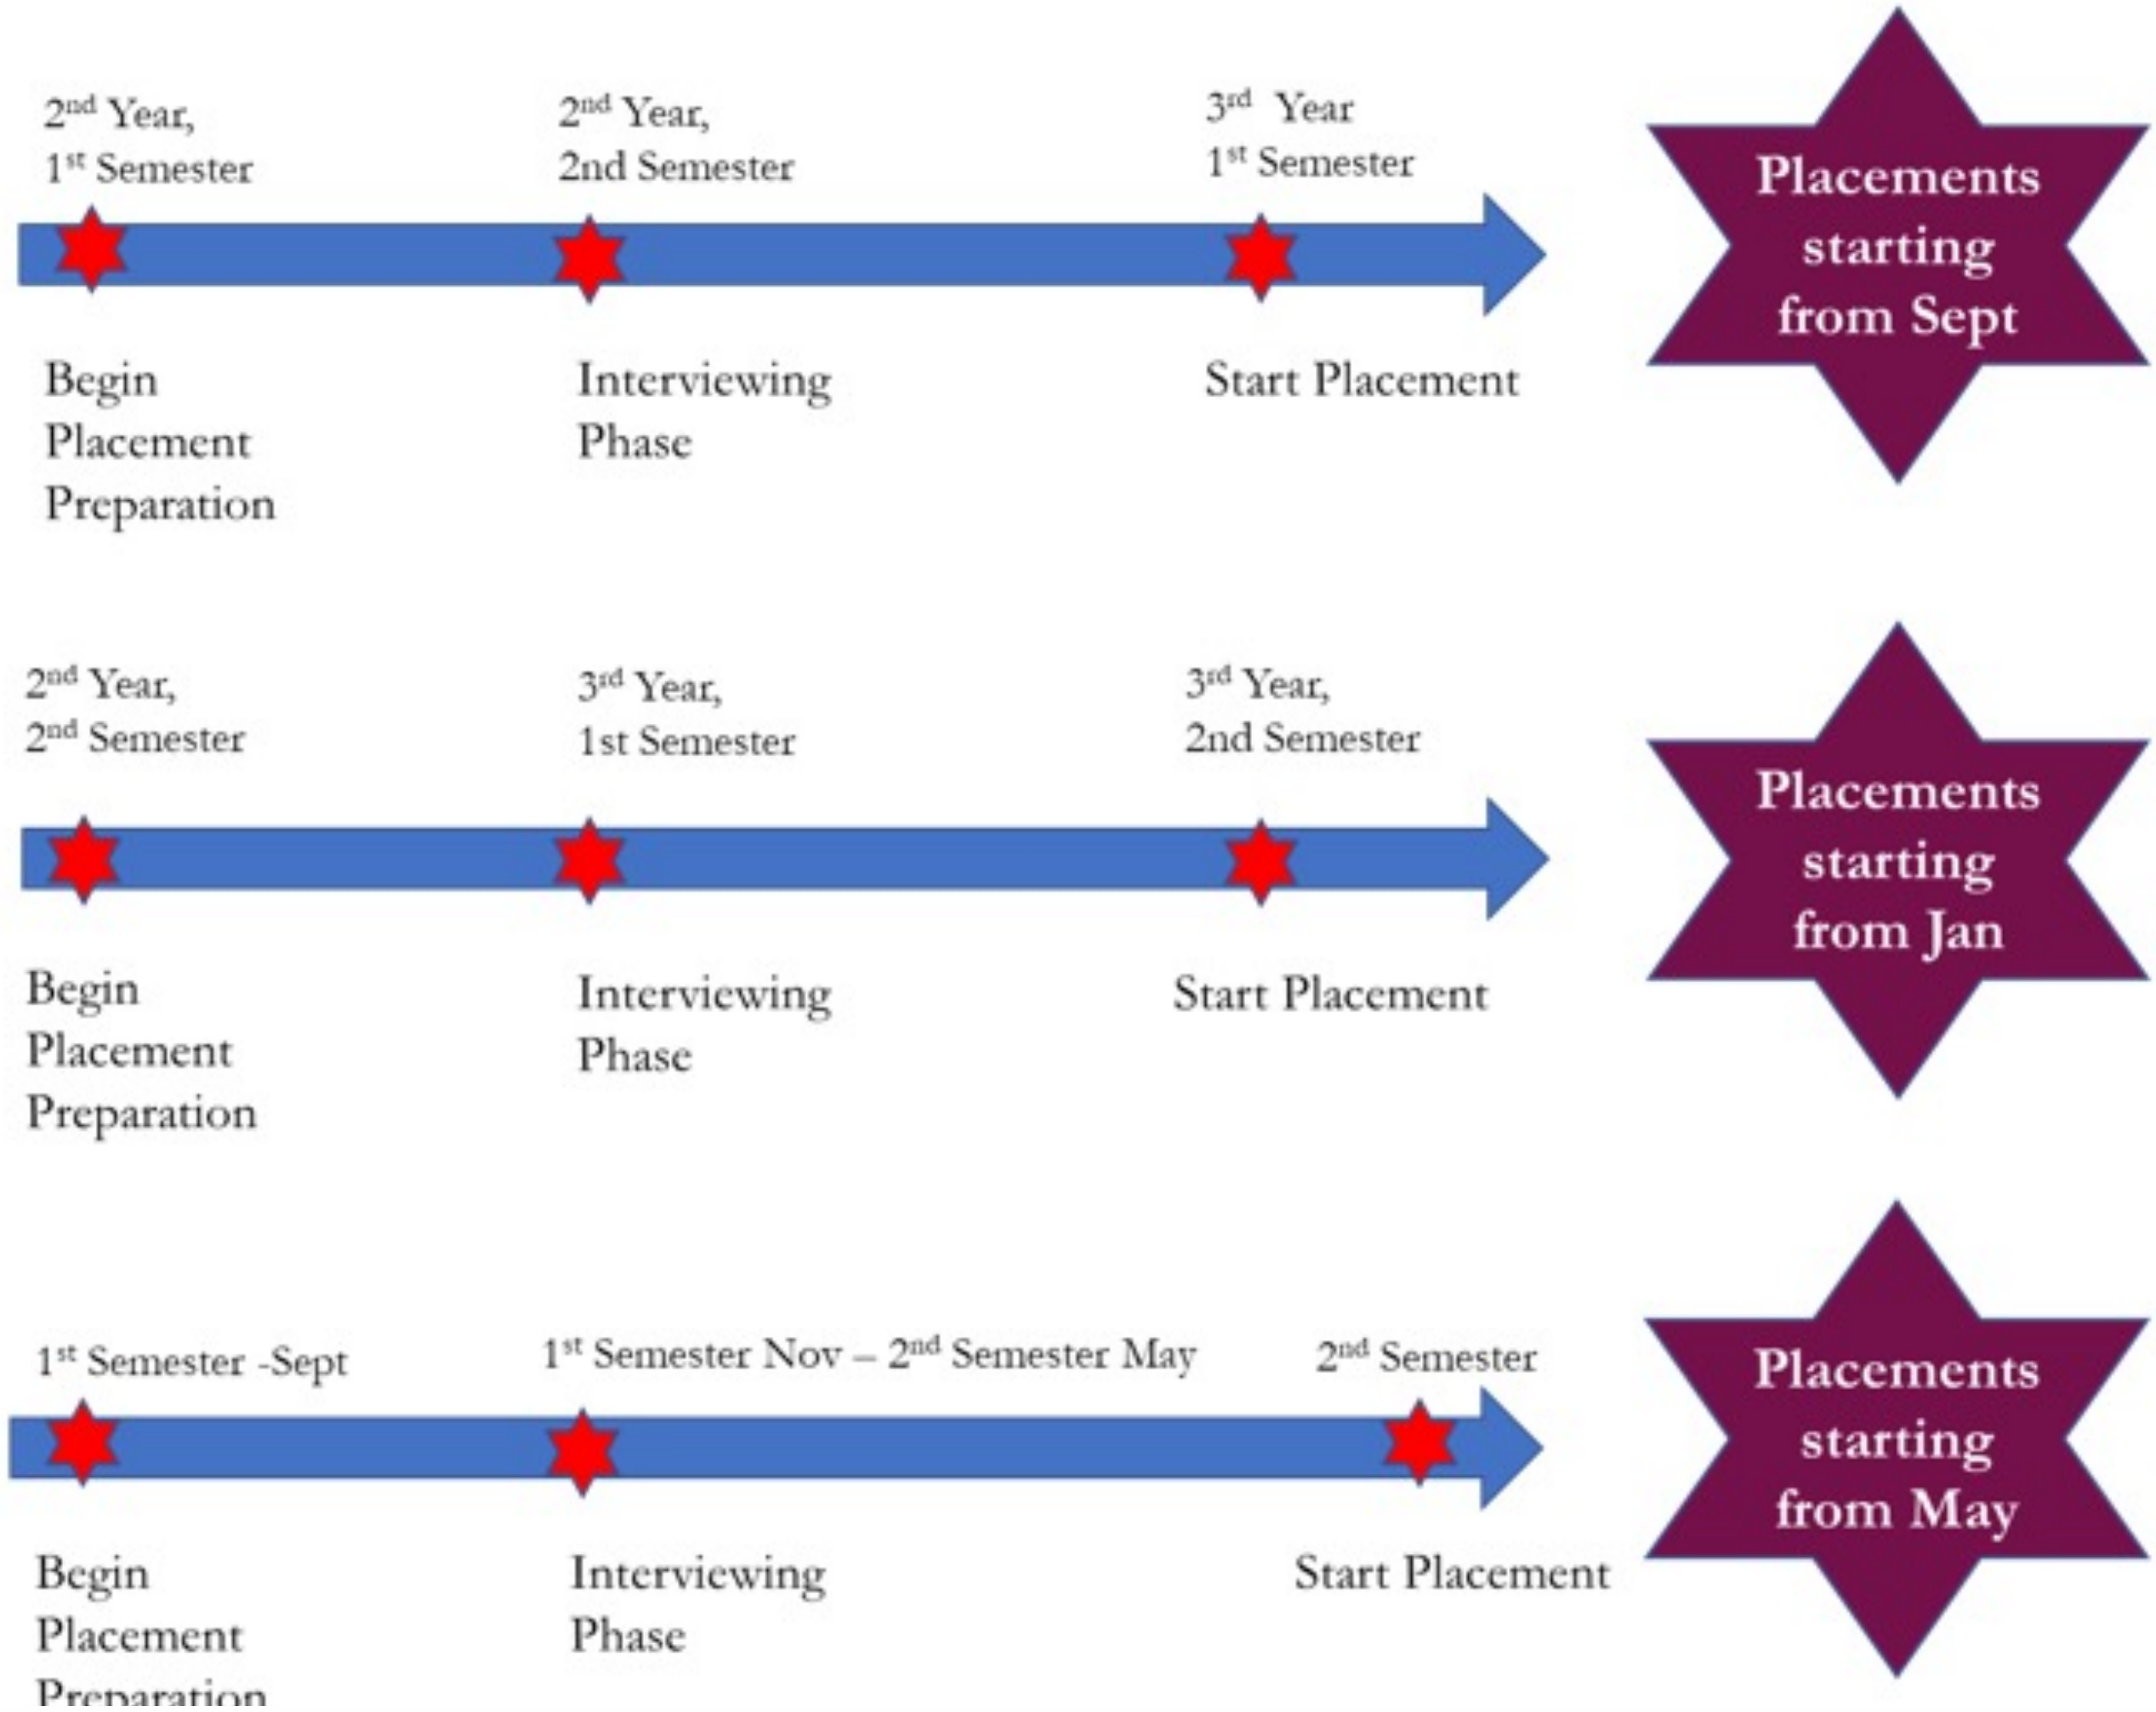 2nd Year,
1st Semester
2nd Year,
2nd Semester
3rd Year
1st Semester
Begin
Placement
Preparation
Interviewing
Phase
Start Placement
Placements
starting
from Sept
2nd Year,
2nd Semester
3rd Year,
1st Semester
3rd Year,
2nd Semester
Begin
Placement
Preparation
Interviewing
Phase
Start Placement
Placements
starting
from Jan
1st Semester -Sept
1st Semester Nov – 2nd Semester May
2nd Semester
Begin
Placement
Preparation
Interviewing
Phase
Start Placement
Placements
starting
from May